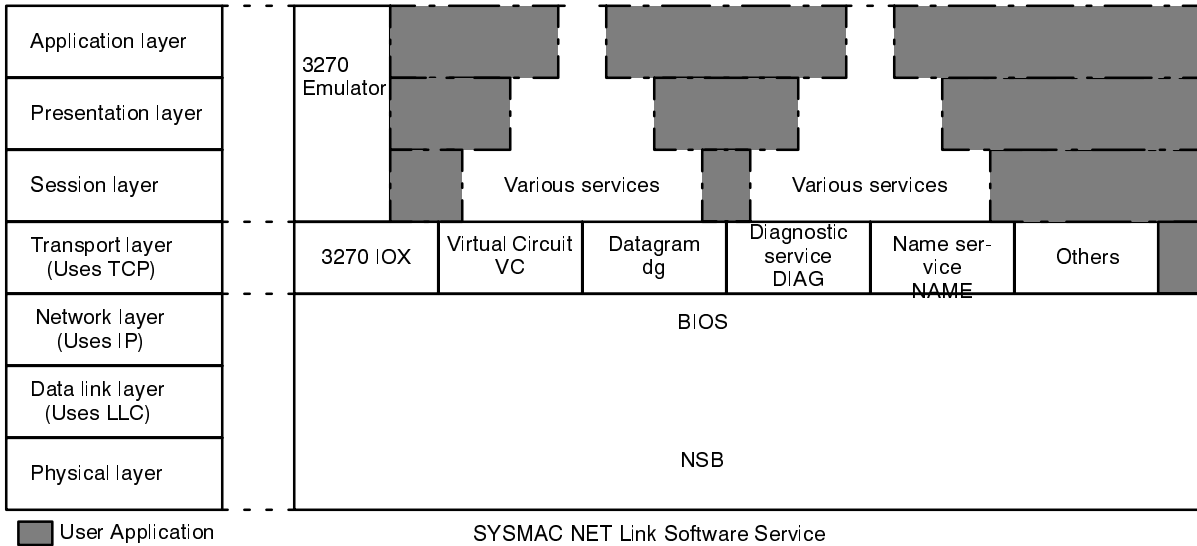 Application layer
Presentation layer
Session layer
Transport layer
(Uses TCP)
Network layer
(Uses IP)
Data link layer
(Uses LLC)
Physical layer
3270
Emulator
Various services
Various services
3270 IOX
Virtual Circuit
VC
Datagram
dg
Diagnostic
service
DIAG
Name ser-
vice
NAME
Others
BIOS
NSB
User Application
SYSMAC NET Link Software Service